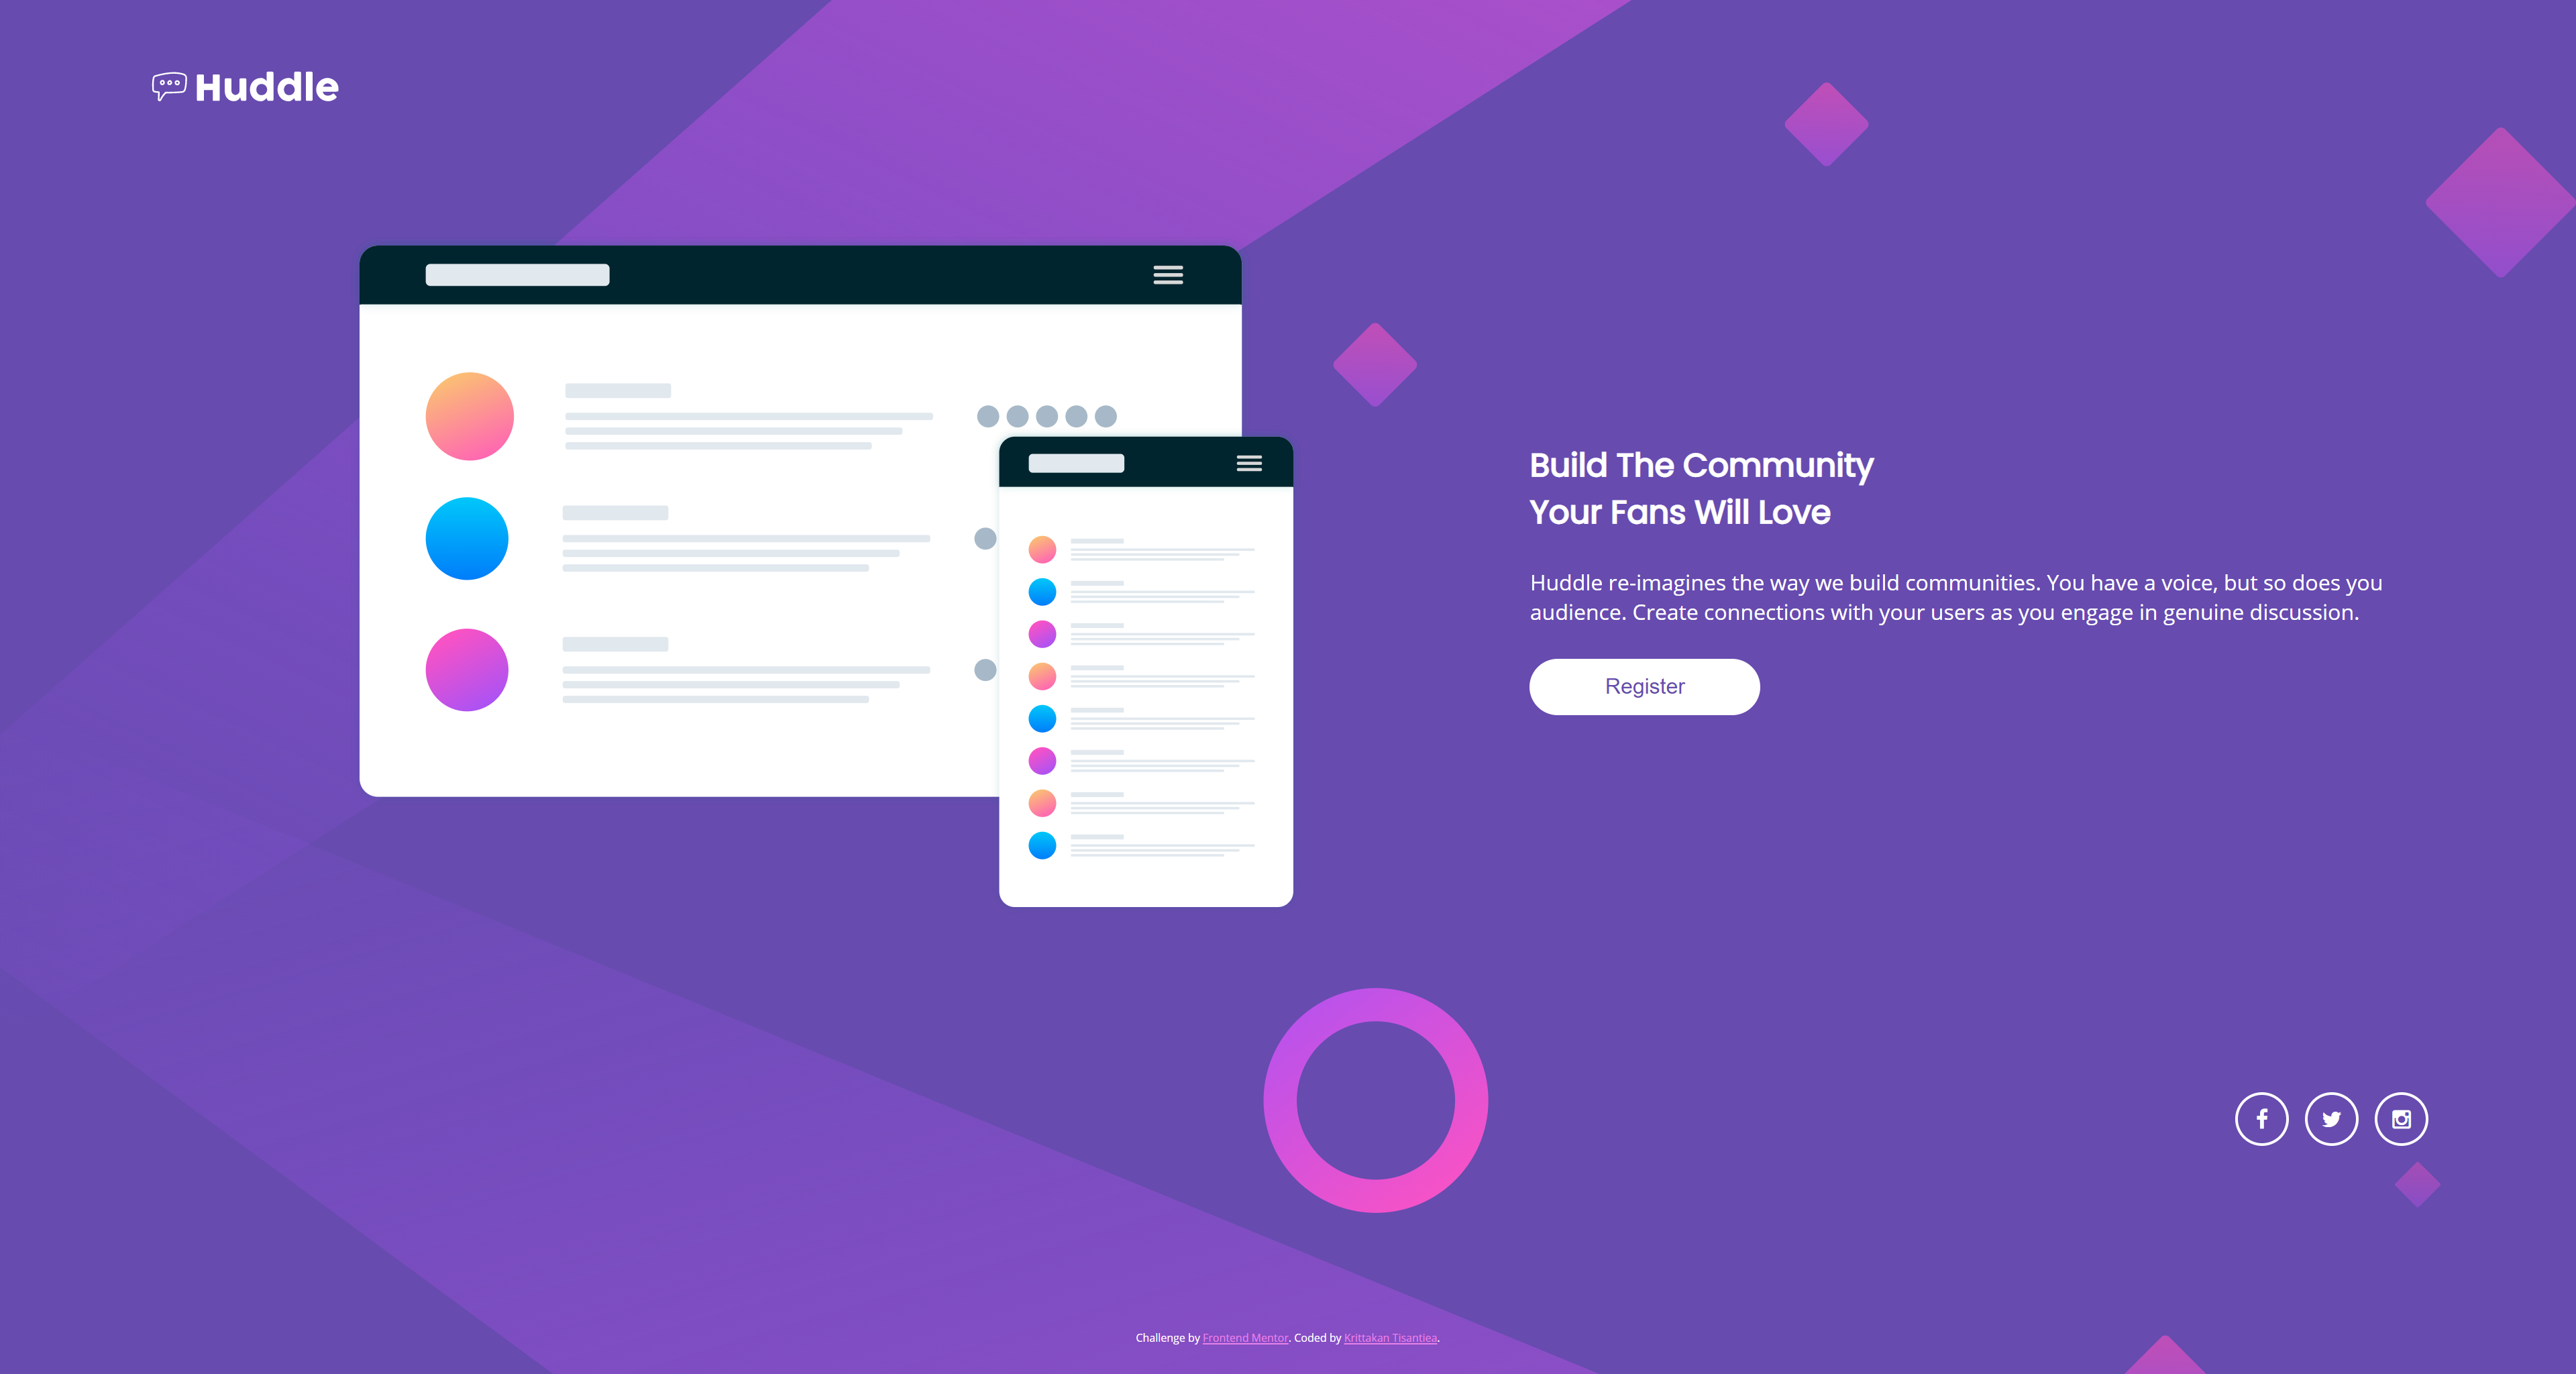 Huddle
Build The Community
Your Fans Will Love
Huddle re-imagines the way we build communities. You have a voice, but so does you
audience. Create connections with your users as you engage in genuine discussion.
Register
Challenge by Frontend Mentor. Coded by Krittakan Tisantiea.